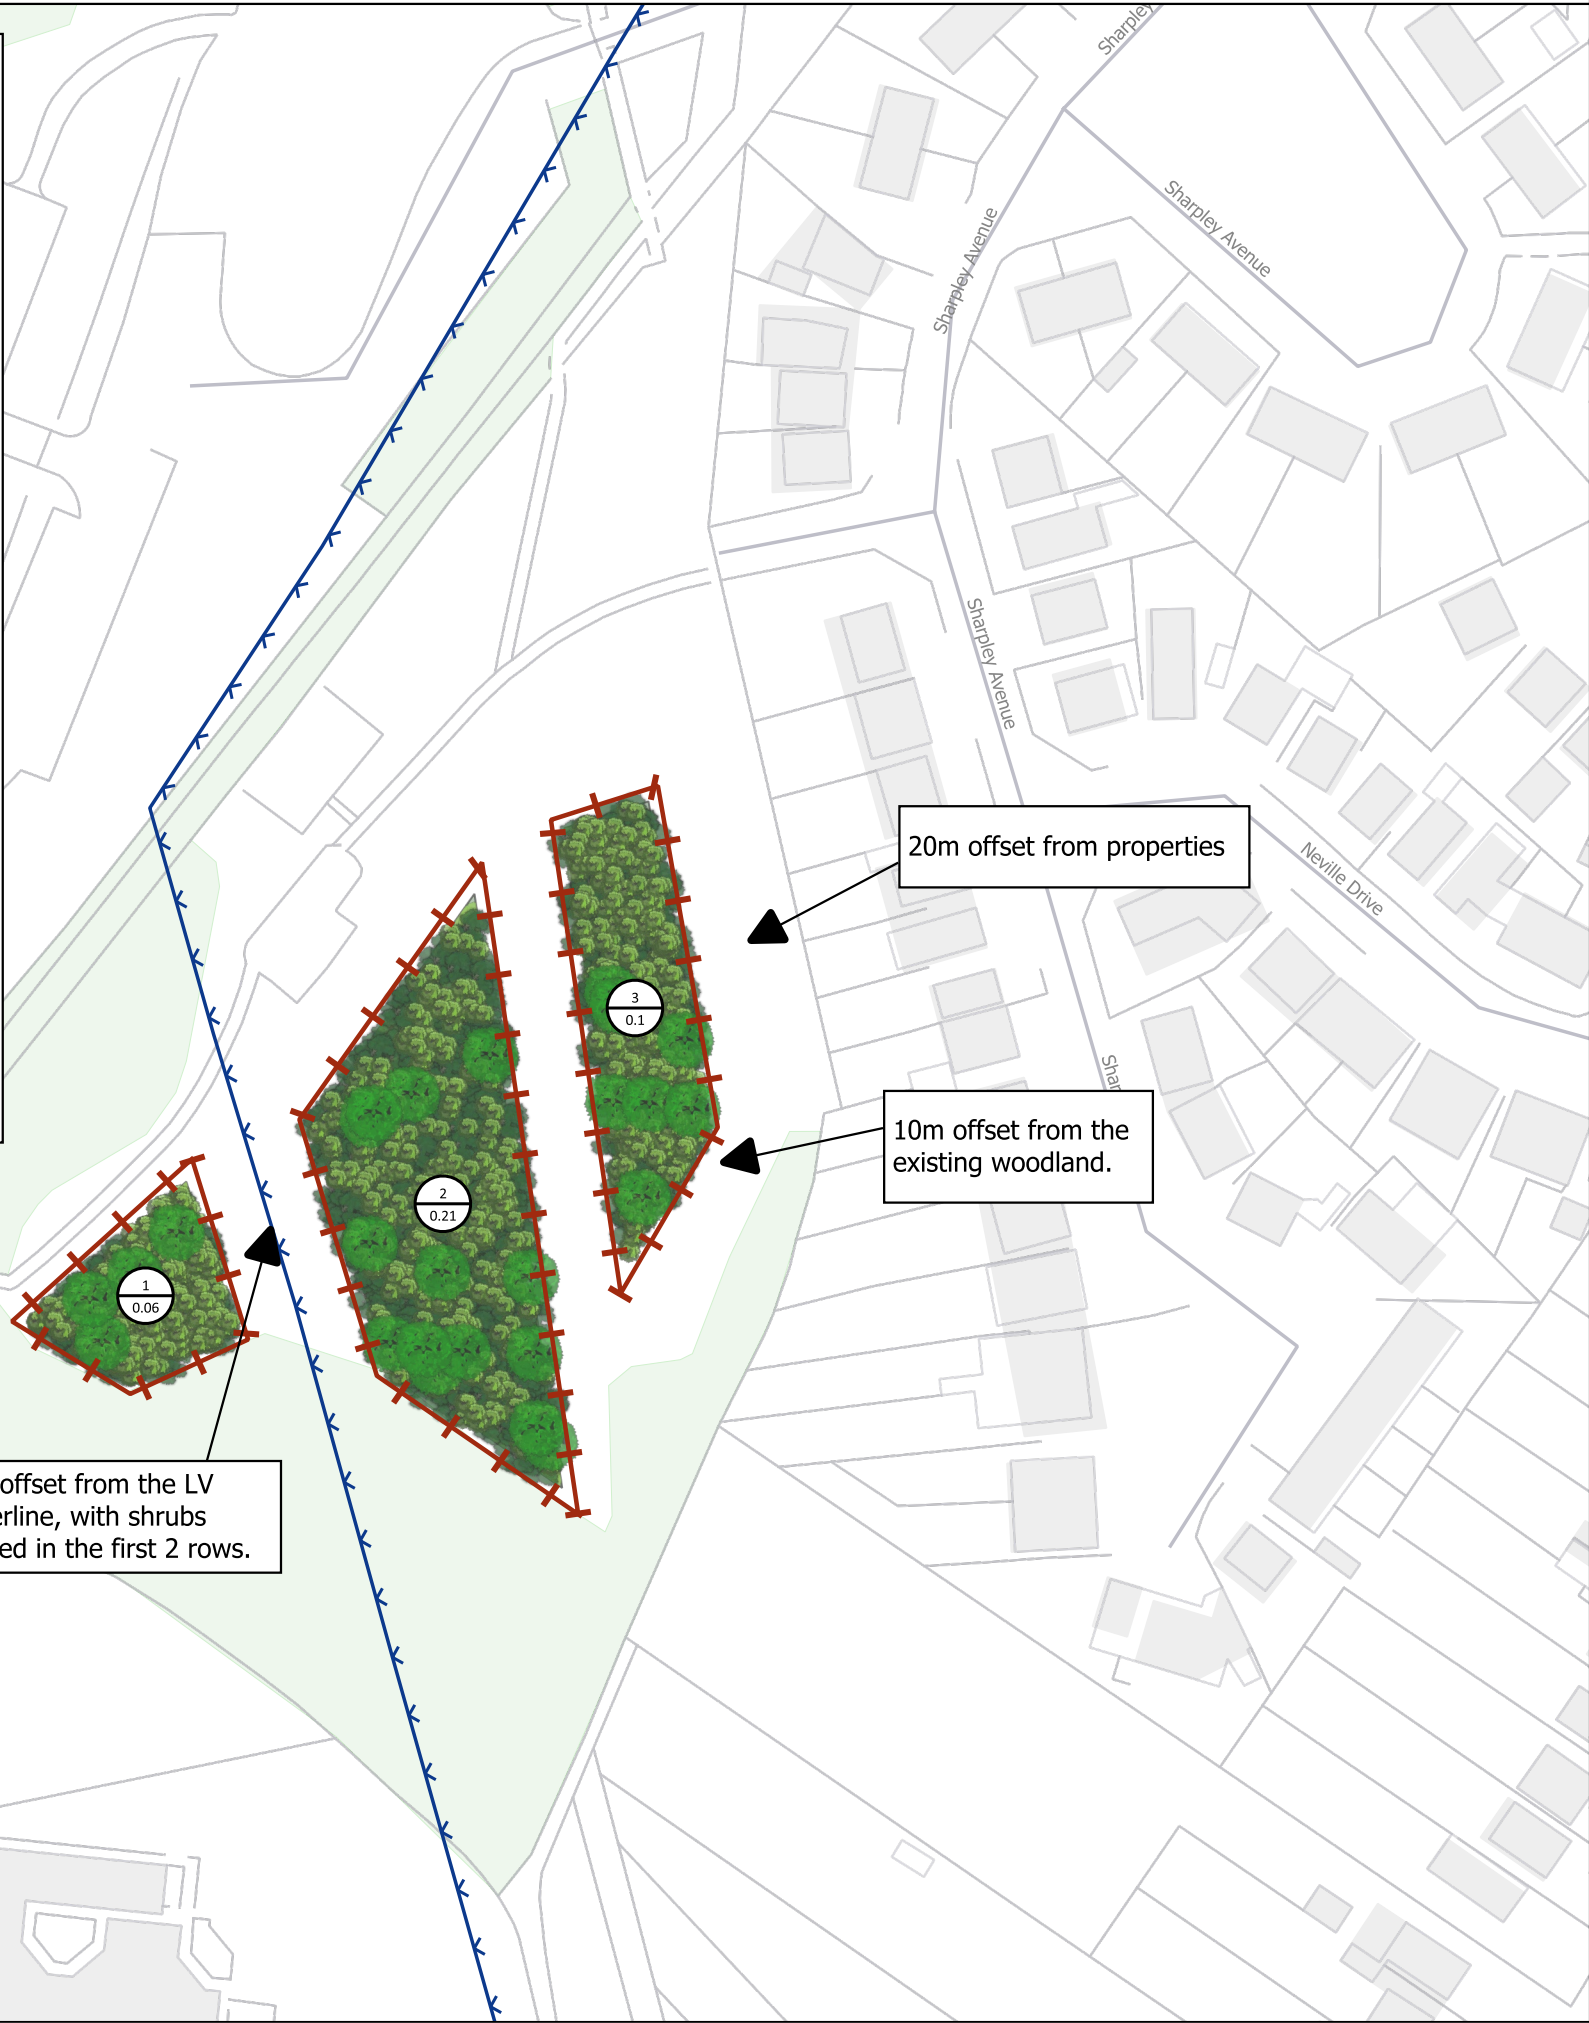 Sharpley
Sharpley Avenue
Sharpley Avenue
Sharpley Avenue
20m offset from properties
Neville Drive
3
0.1
Shar
10m offset from the
existing woodland.
2
0.21
1
0.06
offset from the LV
erline, with shrubs
ed in the first 2 rows.